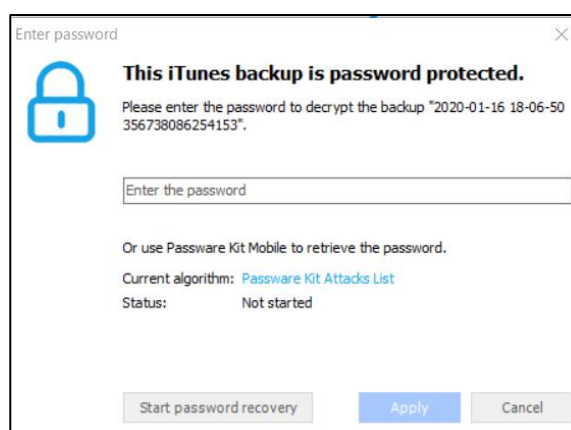 Enter password
This iTunes backup is password protected.
Please enter the password to decrypt the backup "2020-01-16 18-06-50
356738086254153".
Enter the password
Or use Passware Kit Mobile to retrieve the password.
Current algorithm: Passware Kit Attacks List
Status: Not started
Start password recovery Apply Cancel